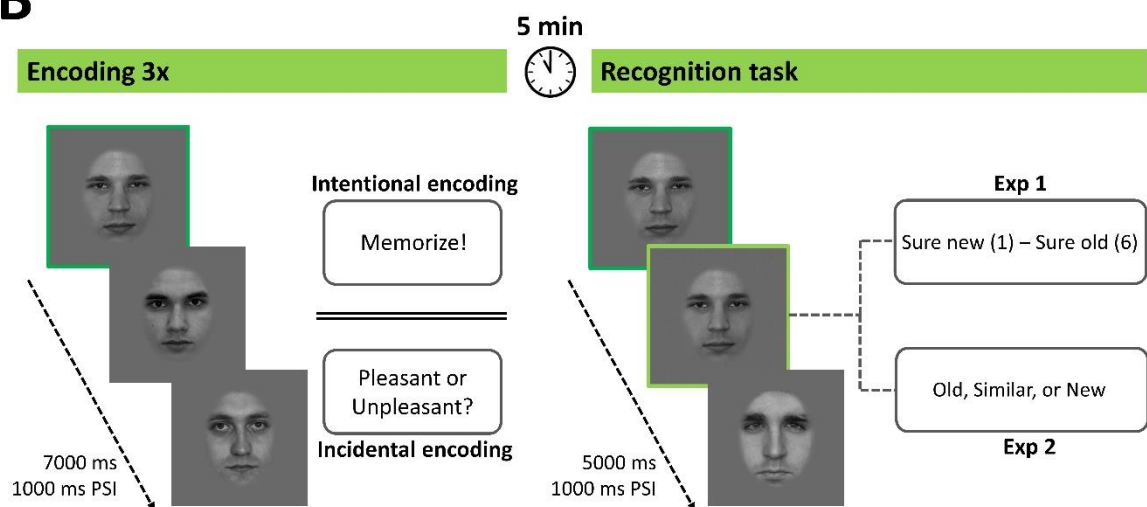 B
5 min
Encoding 3x
Recognition task
Intentional encoding
Memorize!
Pleasant or
Unpleasant?
Incidental encoding
7000 ms
1000 ms PSI
Exp 1
Sure new (1) – Sure old (6)
Old, Similar, or New
Exp 2
5000 ms
1000 ms PSI